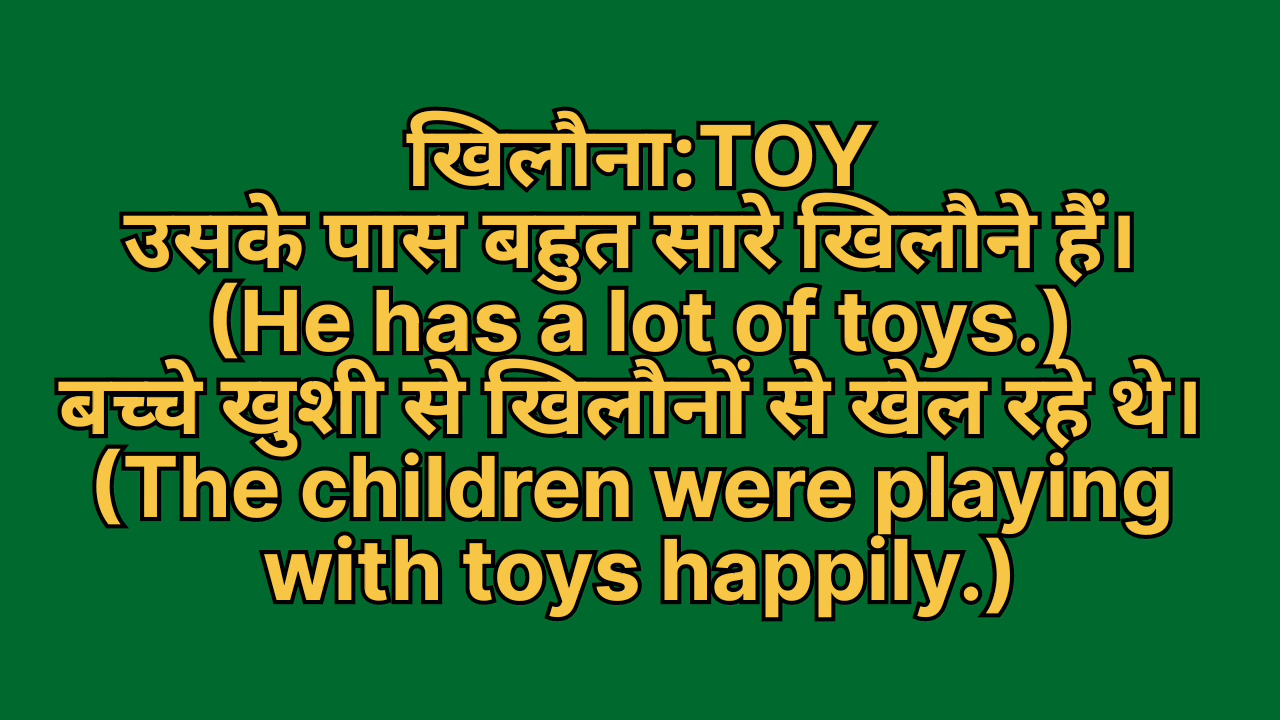 खिलौना:TOY
उसके पास बहुत सारे खिलौने हैं।
(He has a lot of toys.)
बच्चे खुशी से खिलौनों से खेल रहे थे।
(The children were playing
with toys happily.)